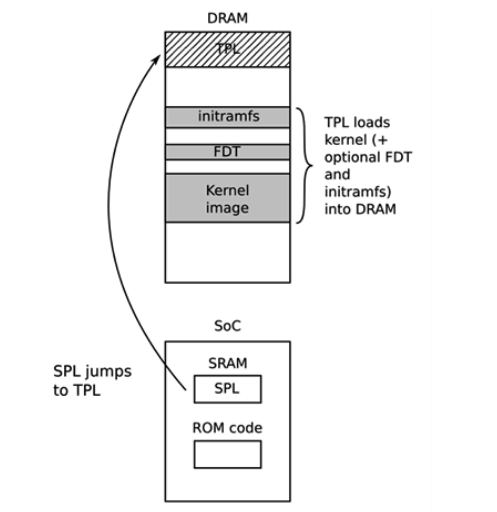 DRAM
TPL
initramfs
FDT
Kernel
image
TPL loads
kernel (+
optional FDT
and
initramfs)
into DRAM
SoC
SRAM
SPL
ROM code
SPL jumps
to TPL